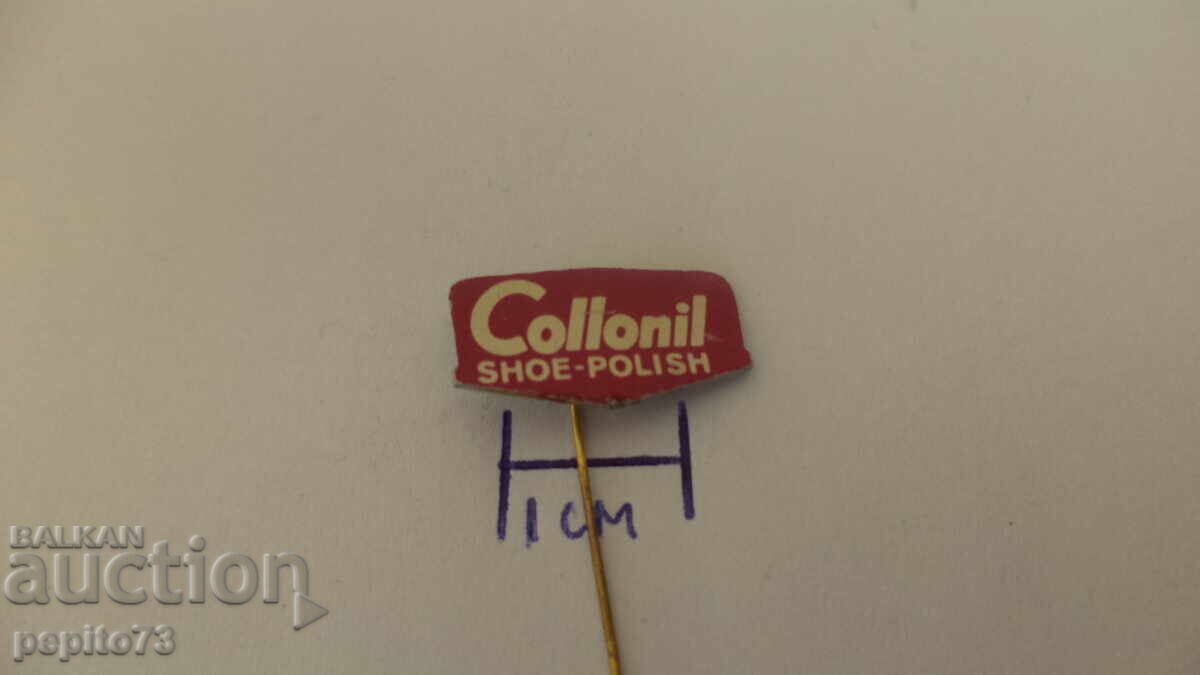 Collonil
SHOE-POLISH
1 CM
BALKAN
auction
pepito73